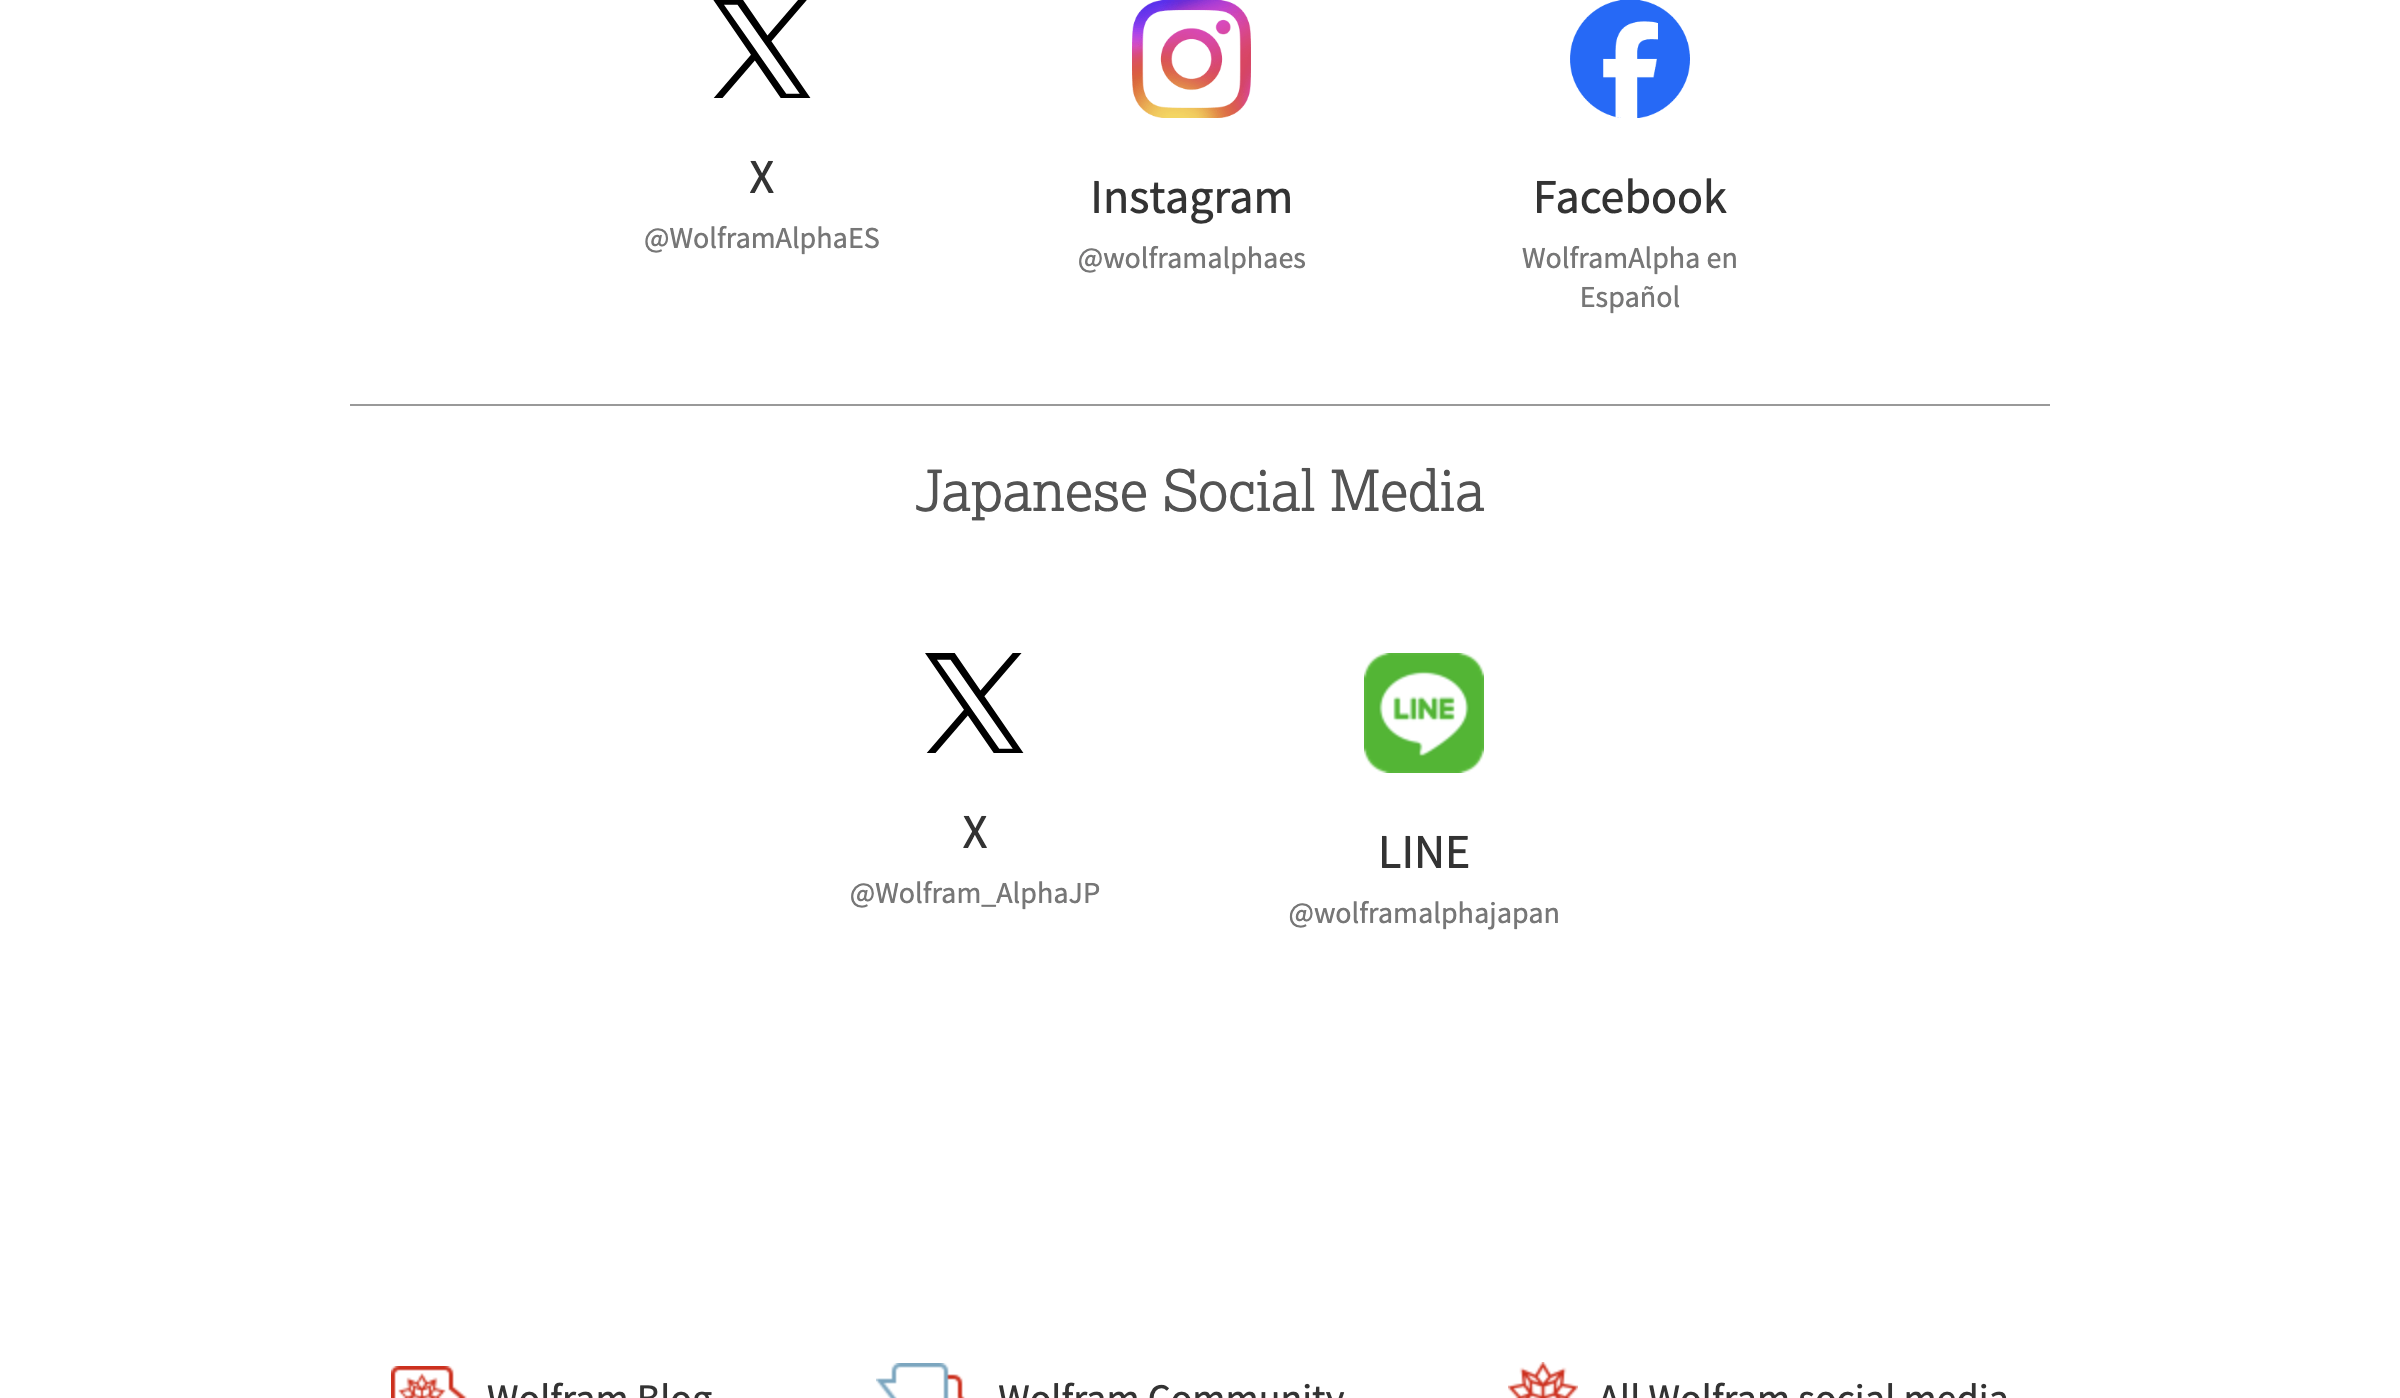 X
@WolframAlphaES
Instagram
@wolframalphaes
Facebook
WolframAlpha en
Español
Japanese Social Media
X
@Wolfram_AlphaJP
LINE
LINE
@wolframalphajapan
Wolfram Blog
Wolfram Community
All Wolfram social media